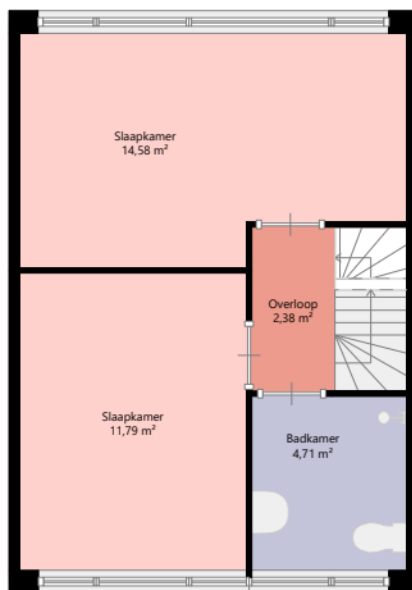 Slaapkamer
14,58 m²
Overloop
2,38 m²
Slaapkamer
11,79 m²
Badkamer
4,71 m²